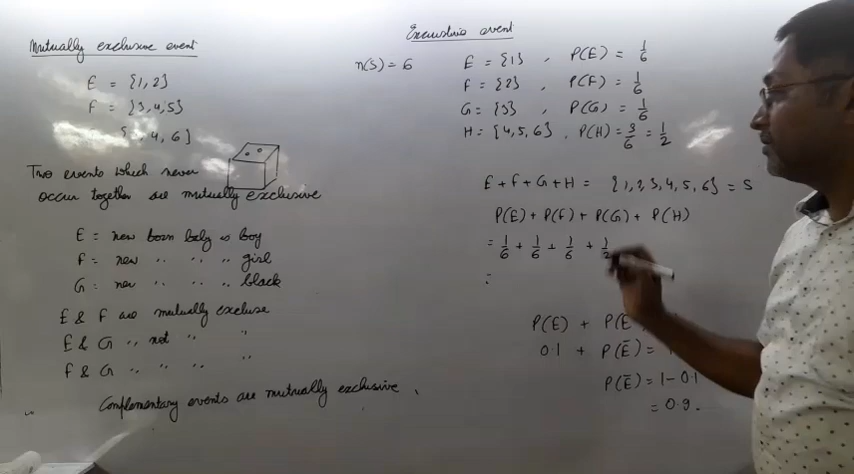 Mutually exclusive event
E = {1, 2}
F = {3, 4, 5}
{ , 4, 6}
Two events which never
occur together are mutually exclusive
E = new born baby is boy
F = new " " " girl
G = new " " " black
E & F are mutually excluse
E & G " not " "
F & G " " " "
Complementary events are mutually exclusive.
event
n(S) = 6
E = {1} , P(E) = 1/6
F = {2} , P(F) = 1/6
G = {3} , P(G) = 1/6
H = {4, 5, 6} , P(H) = 3/6 = 1/2
E + F + G + H = {1, 2, 3, 4, 5, 6} = S
P(E) + P(F) + P(G) + P(H)
= 1/6 + 1/6 + 1/6 + 1/2
=
P(E) + P(E
0.1 + P(Ē) = 1
P(Ē) = 1 - 0.1
= 0.9.